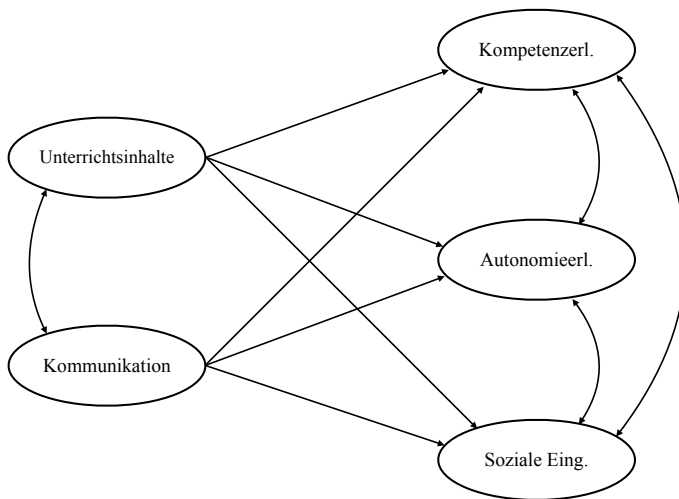 Kompetenzerl.
Unterrichtsinhalte
Autonomieerl.
Kommunikation
Soziale Eing.